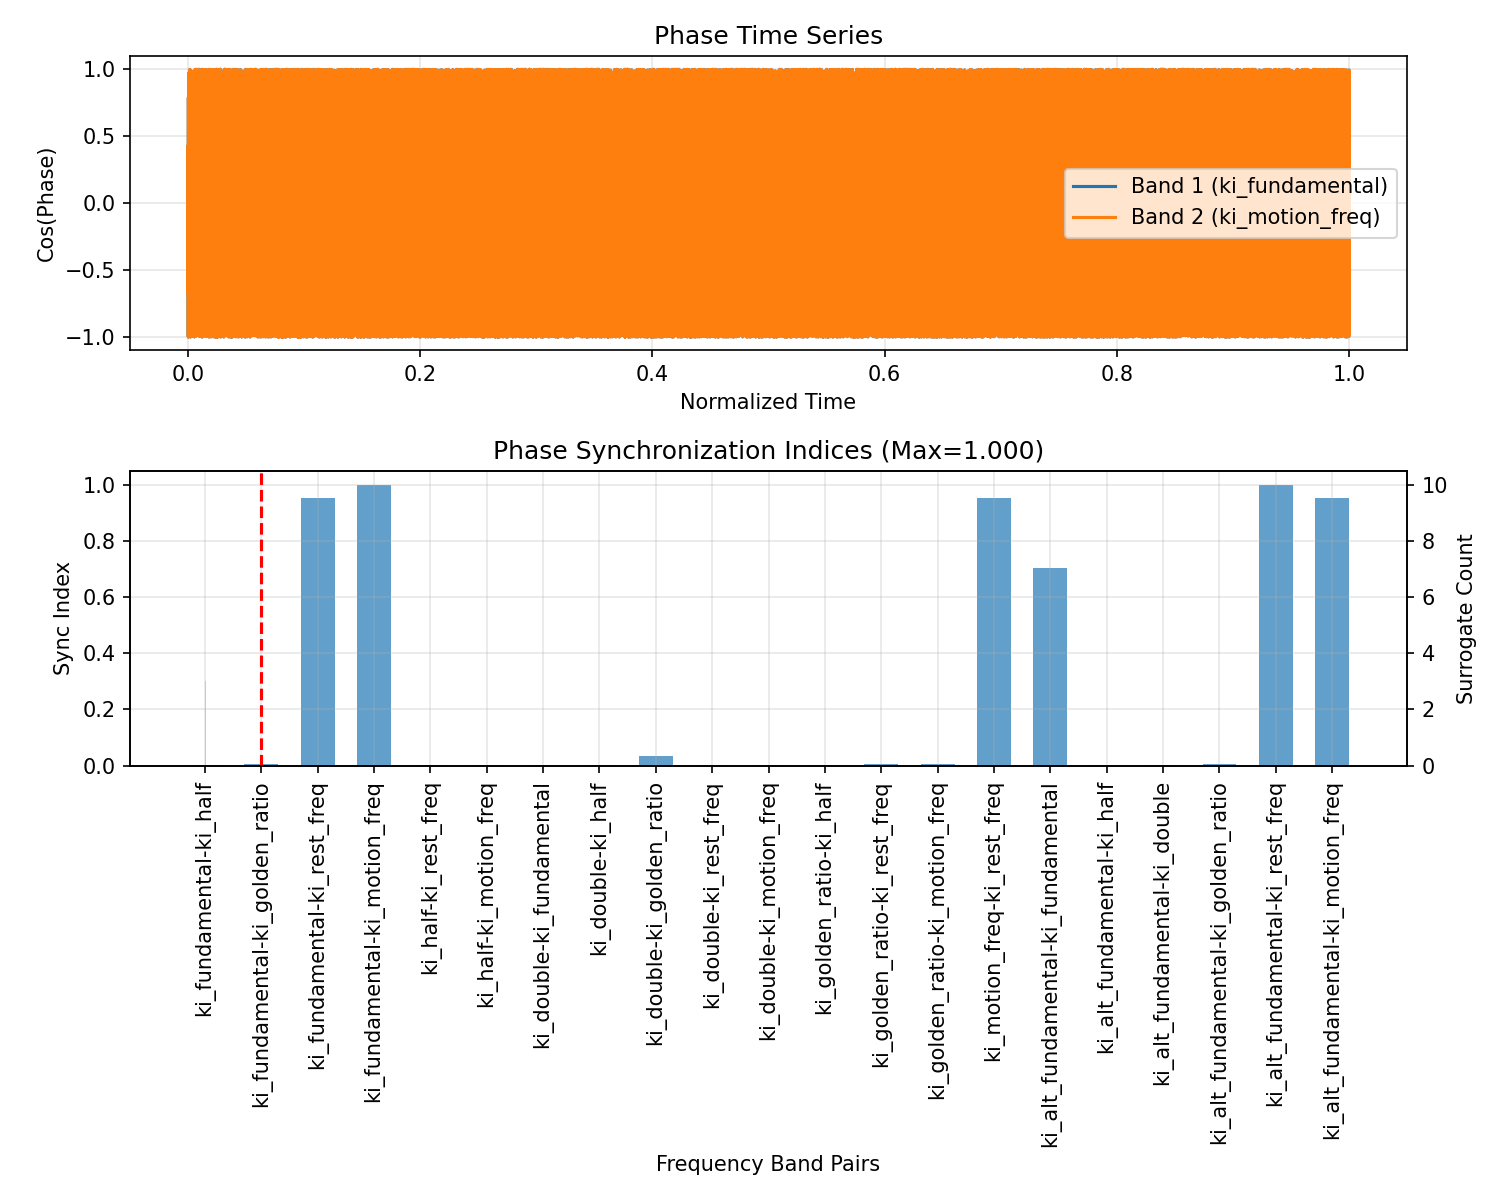 Phase Time Series
1.0
0.5
0.0
−0.5
−1.0
Cos(Phase)
Band 1 (ki_fundamental)
Band 2 (ki_motion_freq)
0.0 0.2 0.4 0.6 0.8 1.0
Normalized Time
Phase Synchronization Indices (Max=1.000)
1.0
0.8
0.6
0.4
0.2
0.0
Sync Index
10
8
6
4
2
0
Surrogate Count
ki_fundamental-ki_half
ki_fundamental-ki_golden_ratio
ki_fundamental-ki_rest_freq
ki_fundamental-ki_motion_freq
ki_half-ki_rest_freq
ki_half-ki_motion_freq
ki_double-ki_fundamental
ki_double-ki_half
ki_double-ki_golden_ratio
ki_double-ki_rest_freq
ki_double-ki_motion_freq
ki_golden_ratio-ki_half
ki_golden_ratio-ki_rest_freq
ki_golden_ratio-ki_motion_freq
ki_motion_freq-ki_rest_freq
ki_alt_fundamental-ki_fundamental
ki_alt_fundamental-ki_half
ki_alt_fundamental-ki_double
ki_alt_fundamental-ki_golden_ratio
ki_alt_fundamental-ki_rest_freq
ki_alt_fundamental-ki_motion_freq
Frequency Band Pairs